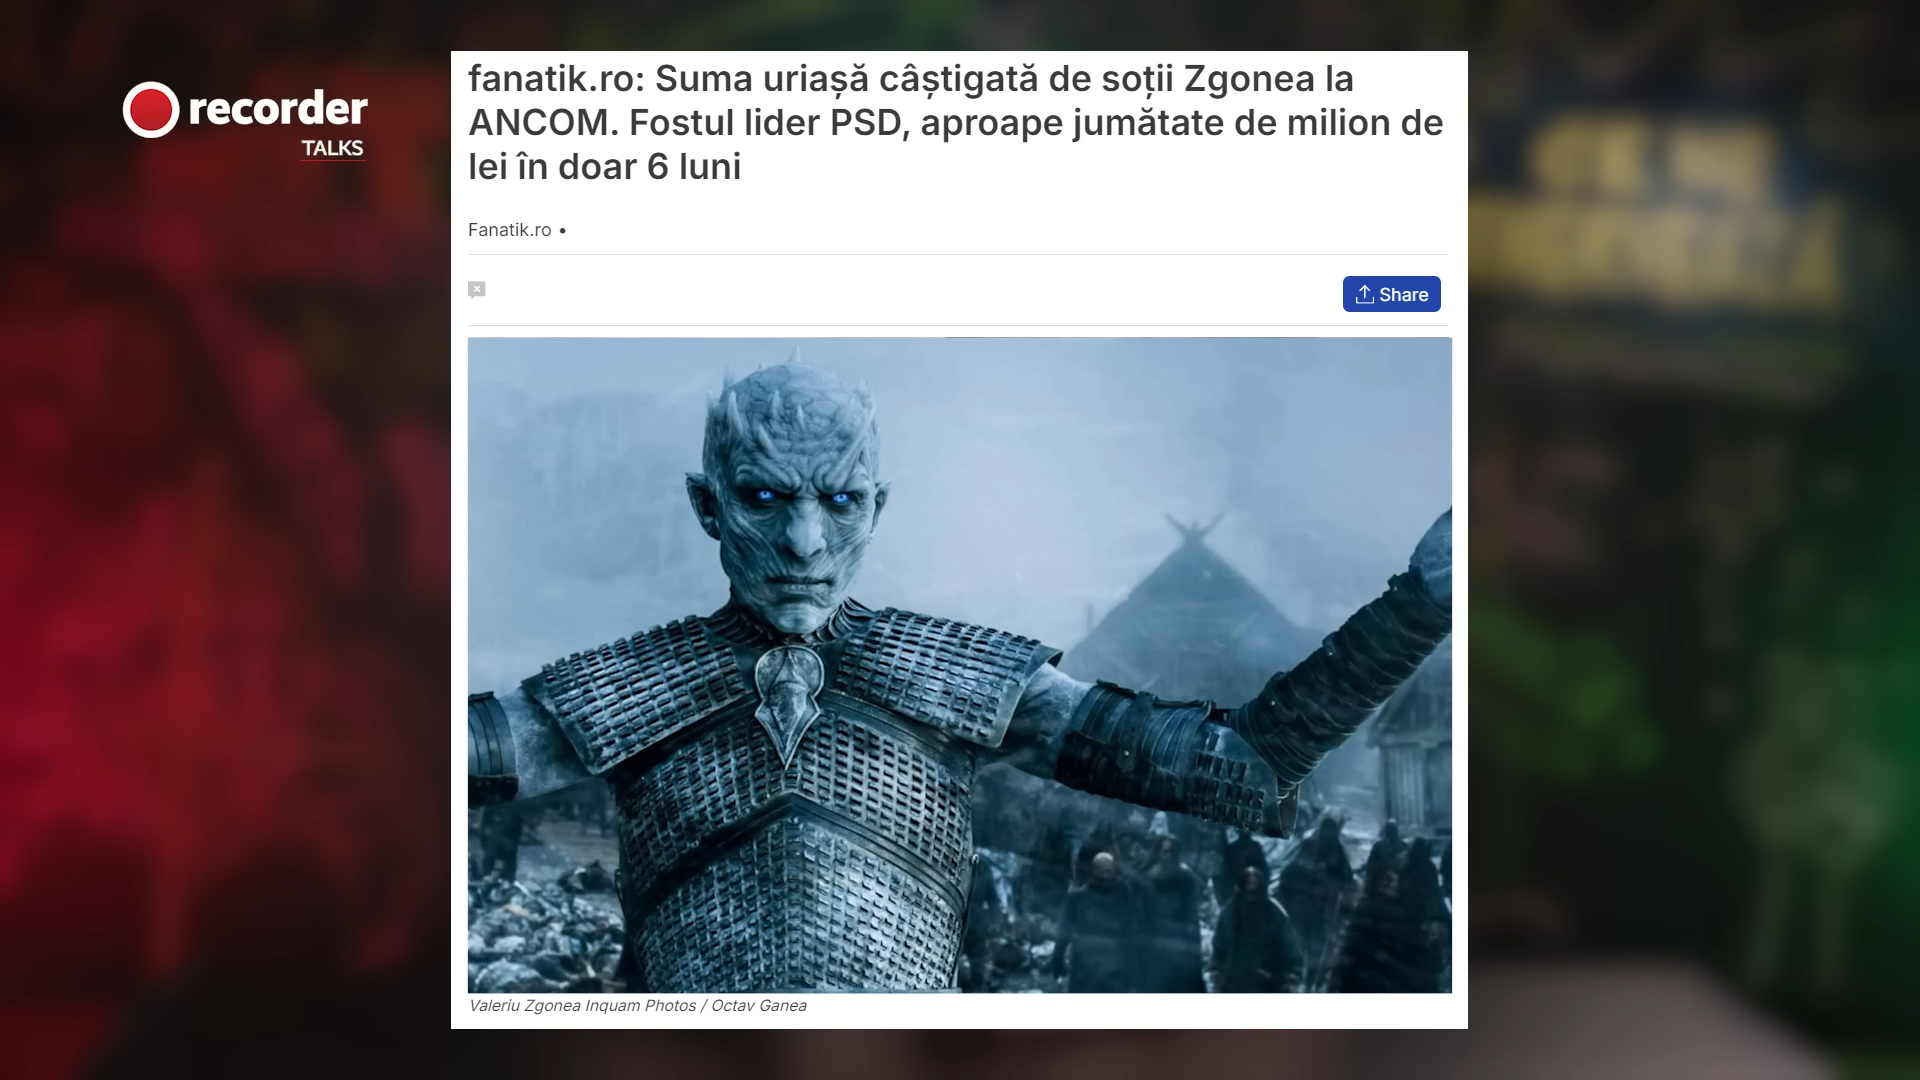 recorder
TALKS
fanatik.ro: Suma uriașă câștigată de soții Zgonea la
ANCOM. Fostul lider PSD, aproape jumătate de milion de
lei în doar 6 luni
Fanatik.ro •
Share
Valeriu Zgonea Inquam Photos / Octav Ganea